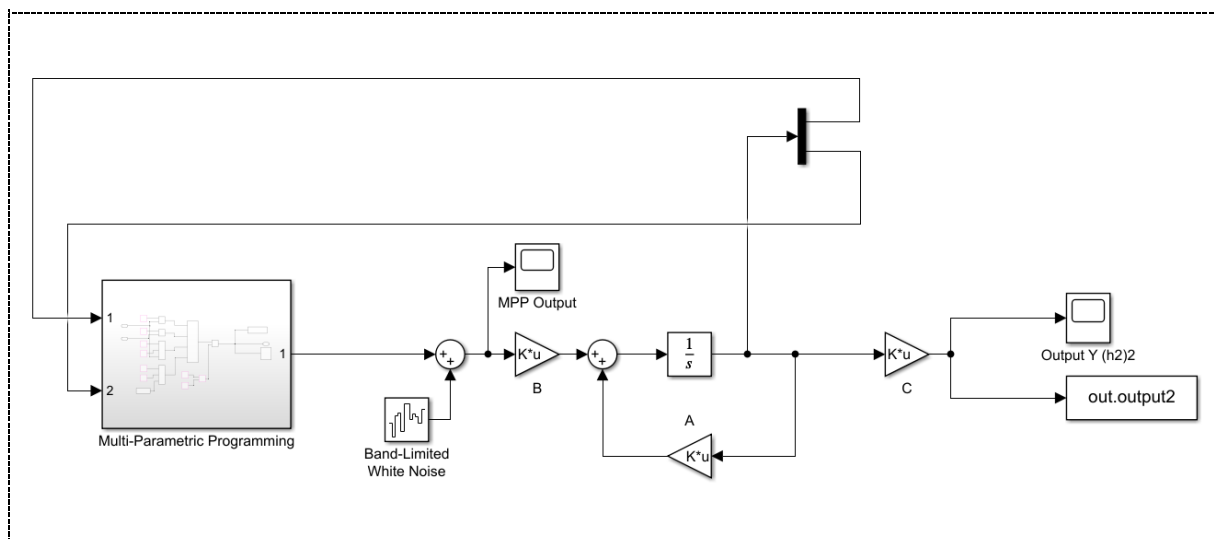 MPP Output
1
2
1
Multi-Parametric Programming
+
+
Band-Limited
White Noise
K*u
B
+
+
1
s
A
K*u
K*u
C
Output Y (h2)2
out.output2